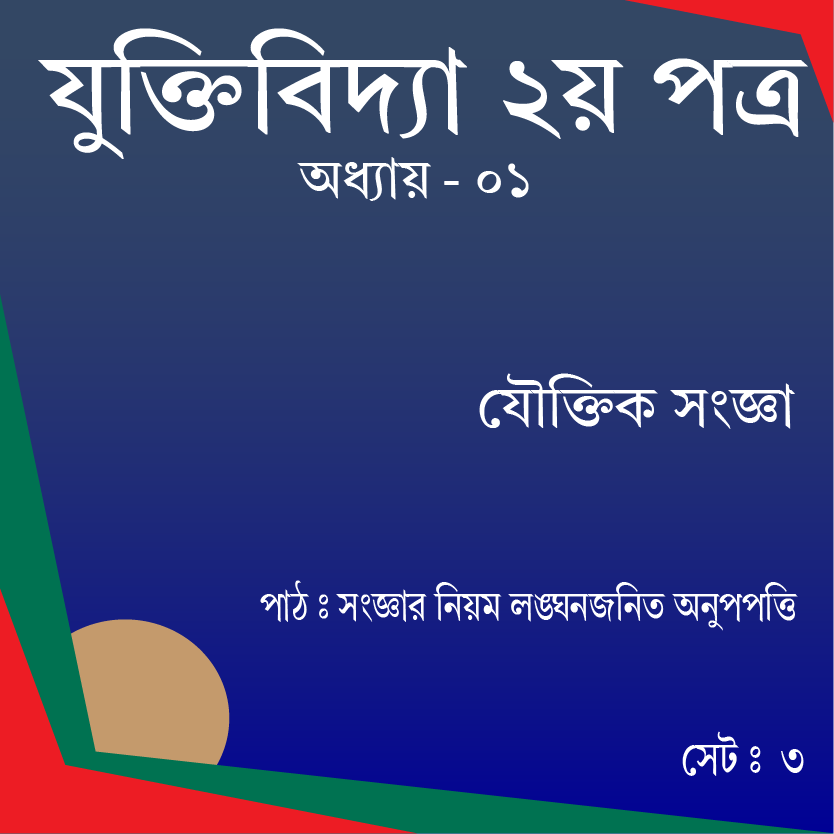 যুক্তিবিদ্যা ২য় পত্র
অধ্যায় - ০১
যৌক্তিক সংজ্ঞা
পাঠ ঃ সংজ্ঞার নিয়ম লঙ্ঘনজনিত অনুপপত্তি
সেট ঃ ৩